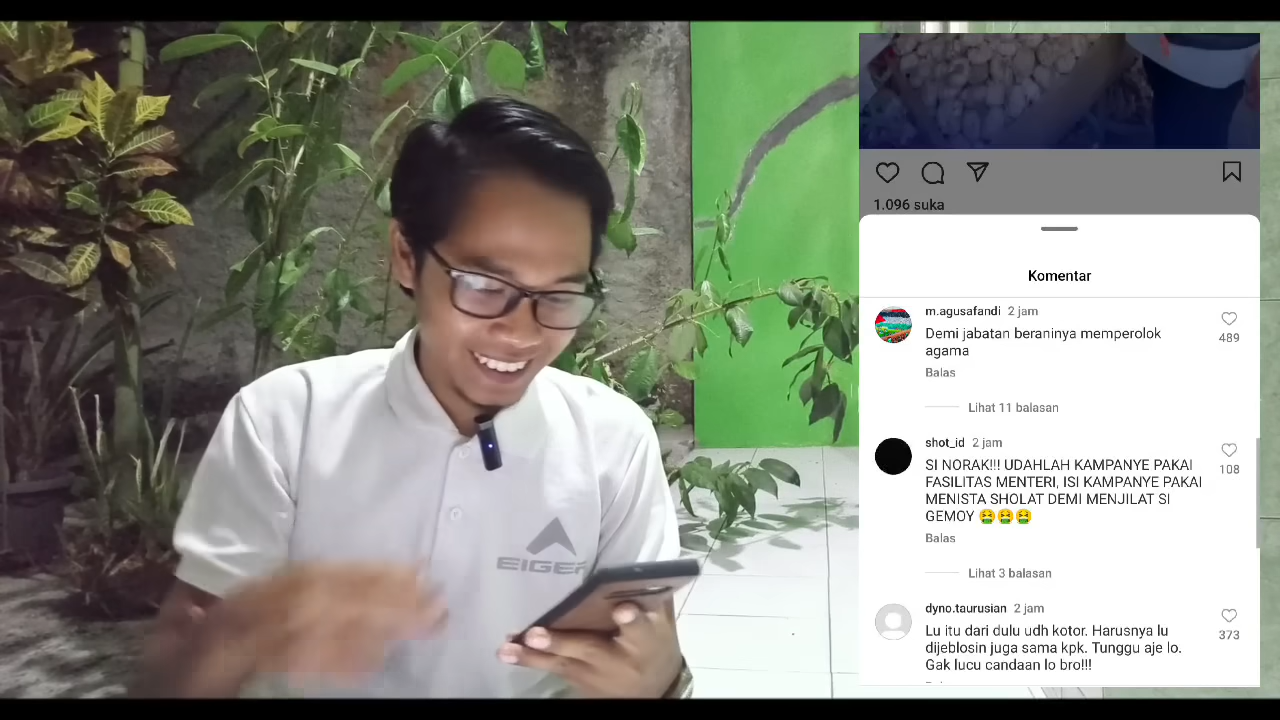 EIGER
1.096 suka
Komentar
m.agusafandi 2 jam
Demi jabatan beraninya memperolok
agama
489
Balas
Lihat 11 balasan
shot_id 2 jam
SI NORAK!!! UDAHLAH KAMPANYE PAKAI
FASILITAS MENTERI, ISI KAMPANYE PAKAI
MENISTA SHOLAT DEMI MENJILAT SI
GEMOY 🤮🤮🤮
108
Balas
Lihat 3 balasan
dyno.taurusian 2 jam
Lu itu dari dulu udh kotor. Harusnya lu
dijeblosin juga sama kpk. Tunggu aje lo.
Gak lucu candaan lo bro!!!
373